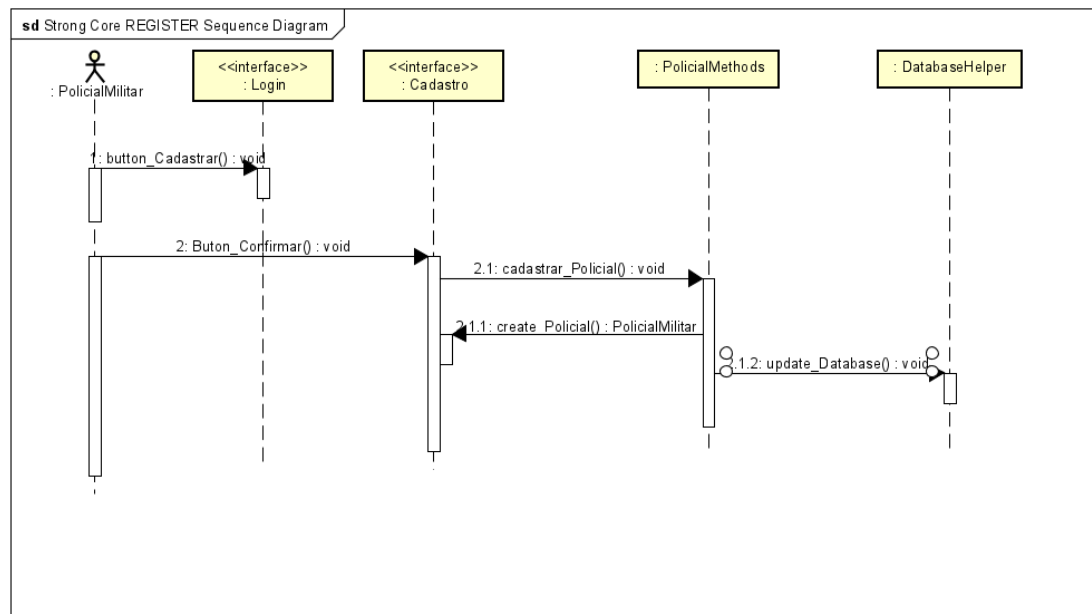 sd Strong Core REGISTER Sequence Diagram
: PolicialMilitar
<<interface>>
: Login
<<interface>>
: Cadastro
: PolicialMethods
: DatabaseHelper
1: button_Cadastrar() : void
2: Buton_Confirmar() : void
2.1: cadastrar_Policial() : void
2.1.1: create_Policial() : PolicialMilitar
2.1.2: update_Database() : void